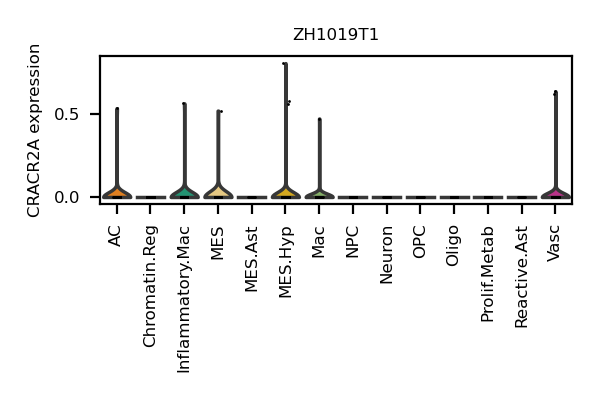 ZH1019T1
CRACR2A expression
0.5
0.0
AC
Chromatin.Reg
Inflammatory.Mac
MES
MES.Ast
MES.Hyp
Mac
NPC
Neuron
OPC
Oligo
Prolif.Metab
Reactive.Ast
Vasc